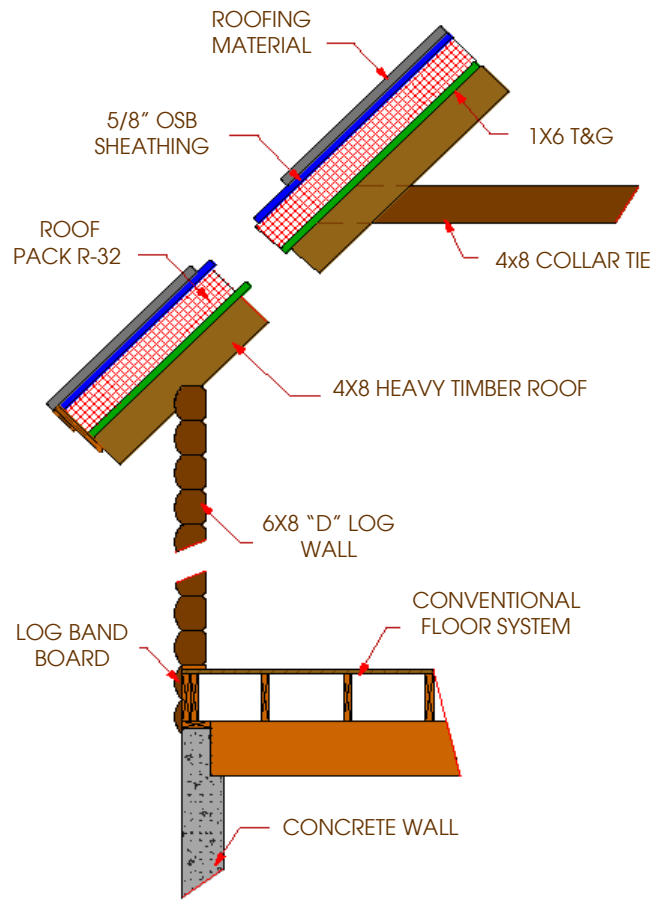 ROOFING
MATERIAL
5/8” OSB
SHEATHING
1X6 T&G
ROOF
PACK R-32
4x8 COLLAR TIE
4X8 HEAVY TIMBER ROOF
6X8 “D” LOG
WALL
CONVENTIONAL
FLOOR SYSTEM
LOG BAND
BOARD
CONCRETE WALL